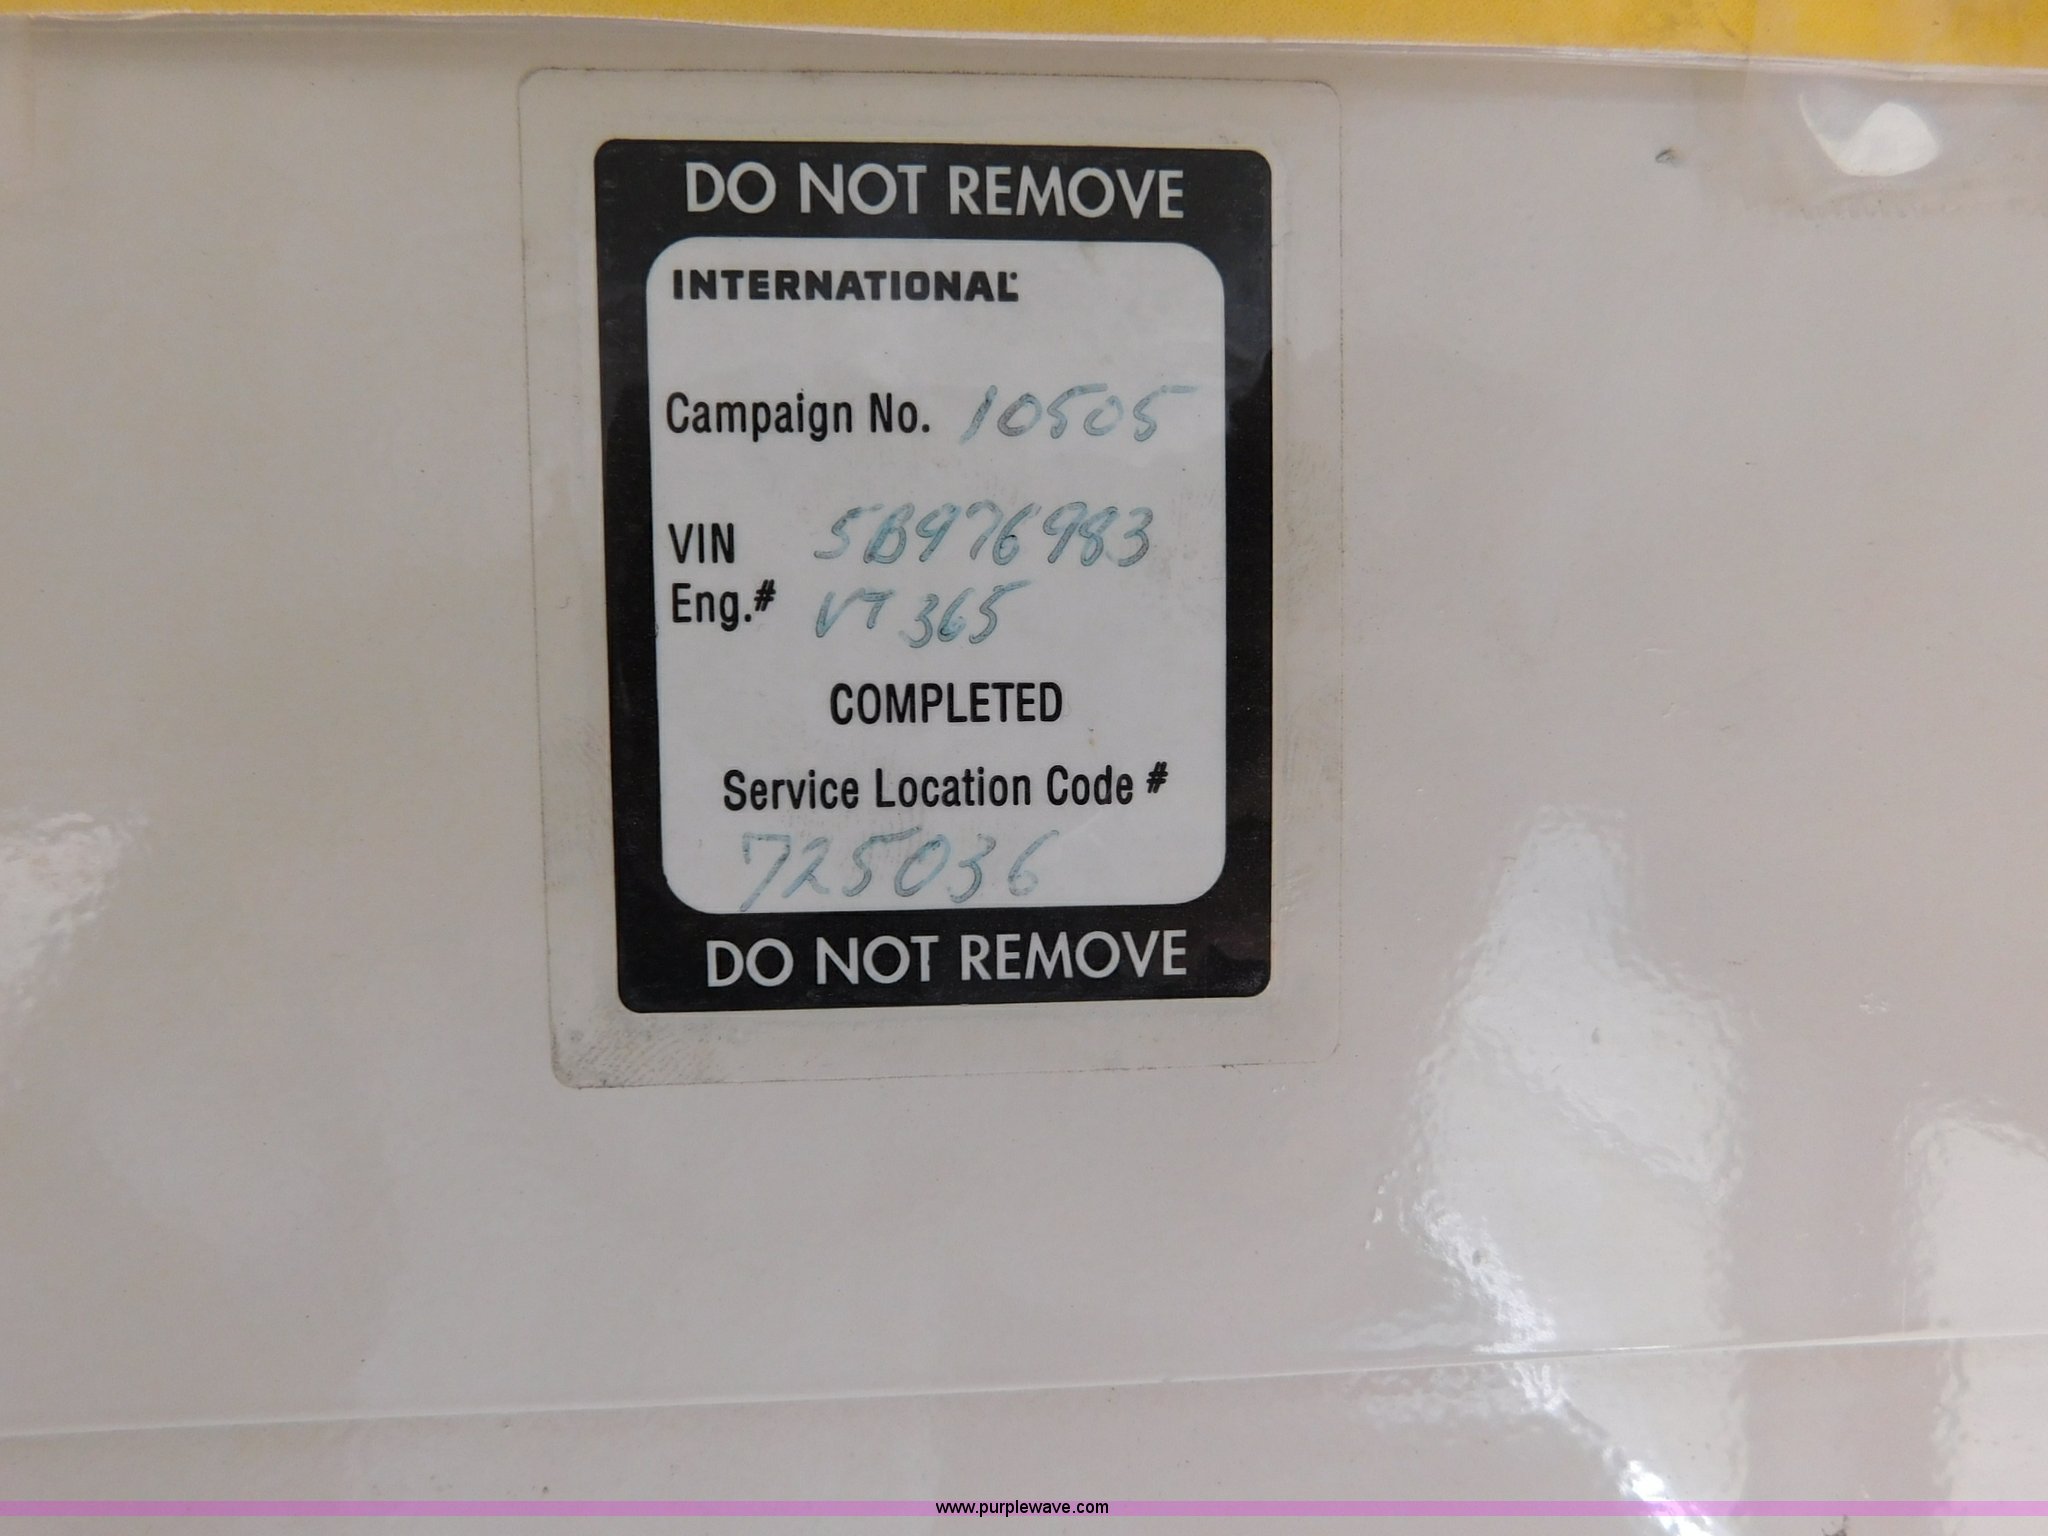 DO NOT REMOVE
INTERNATIONAL®
Campaign No. 10505
VIN 5B976983
Eng.# VT365
COMPLETED
Service Location Code #
725036
DO NOT REMOVE
www.purplewave.com